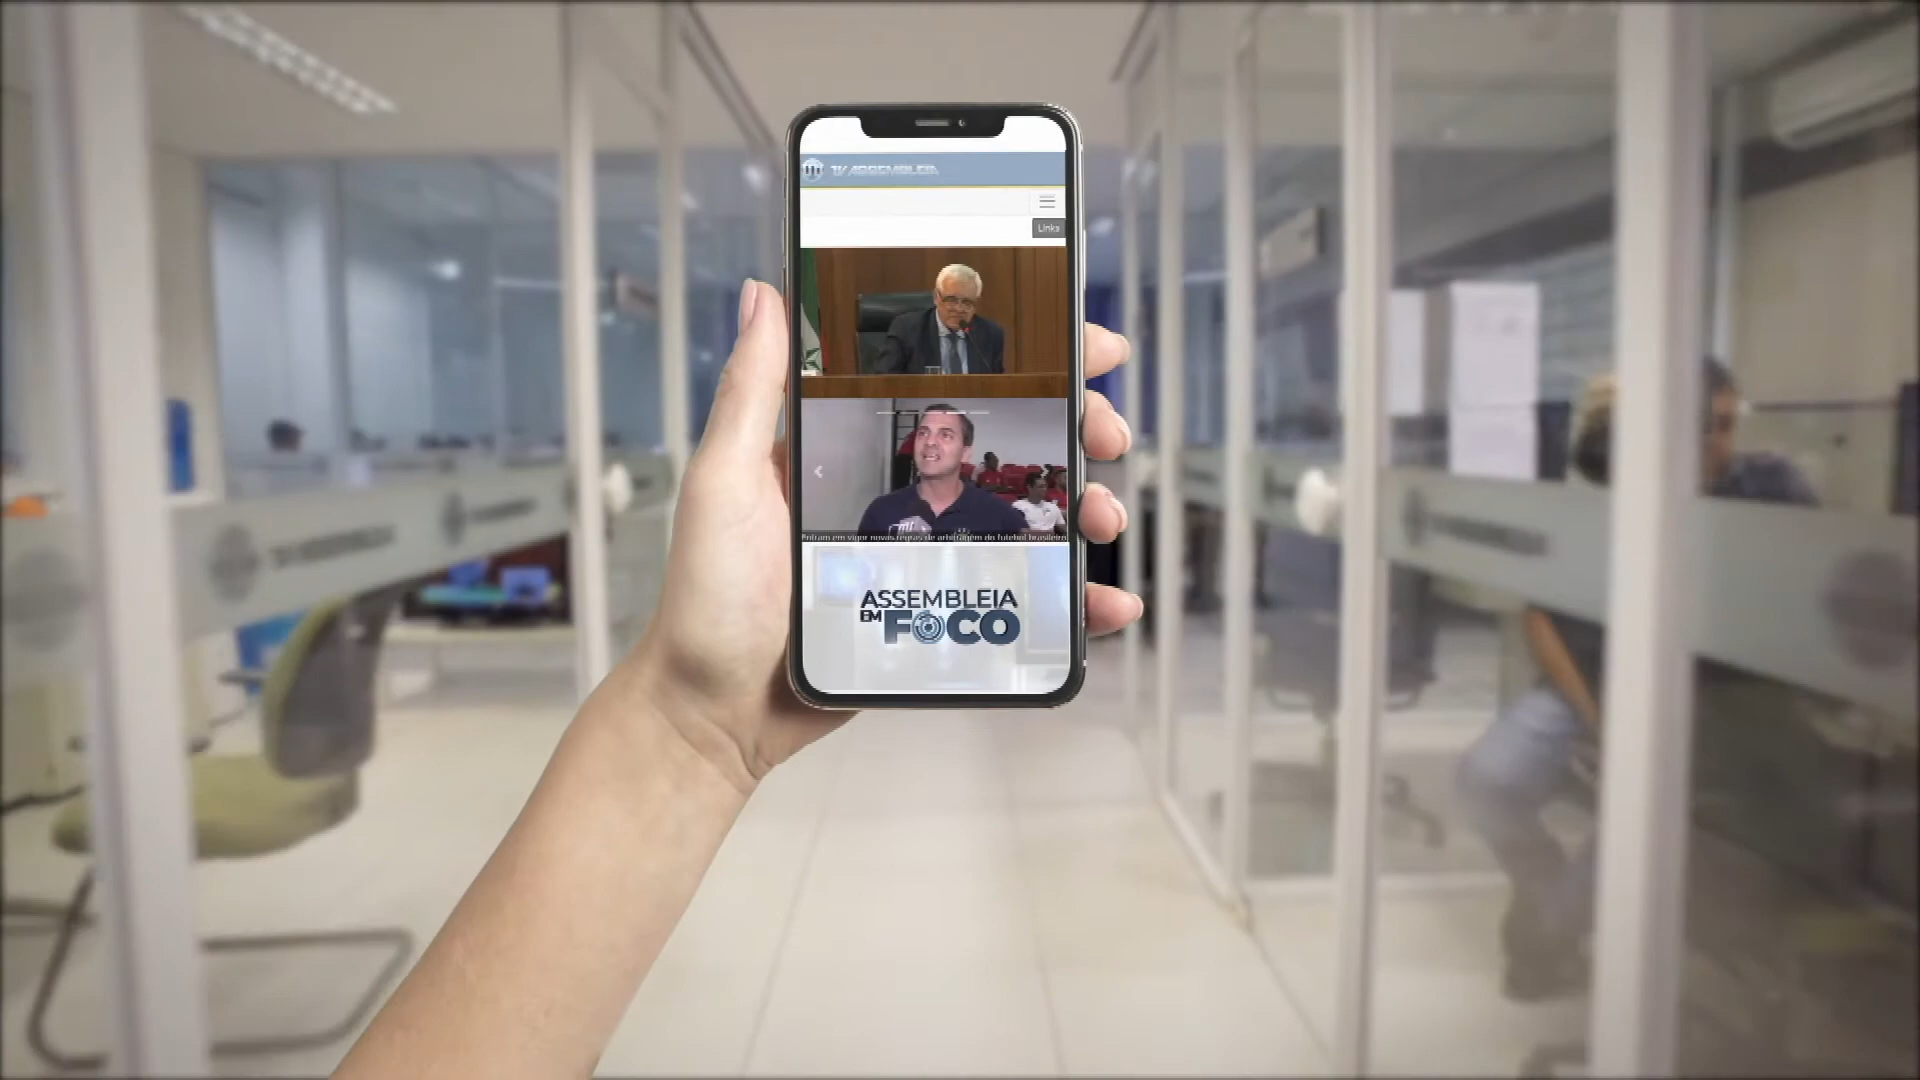 TV ASSEMBLEIA
Links
Entram em vigor novas regras de arbitragem do futebol brasileiro
ASSEMBLEIA
EM FOCO